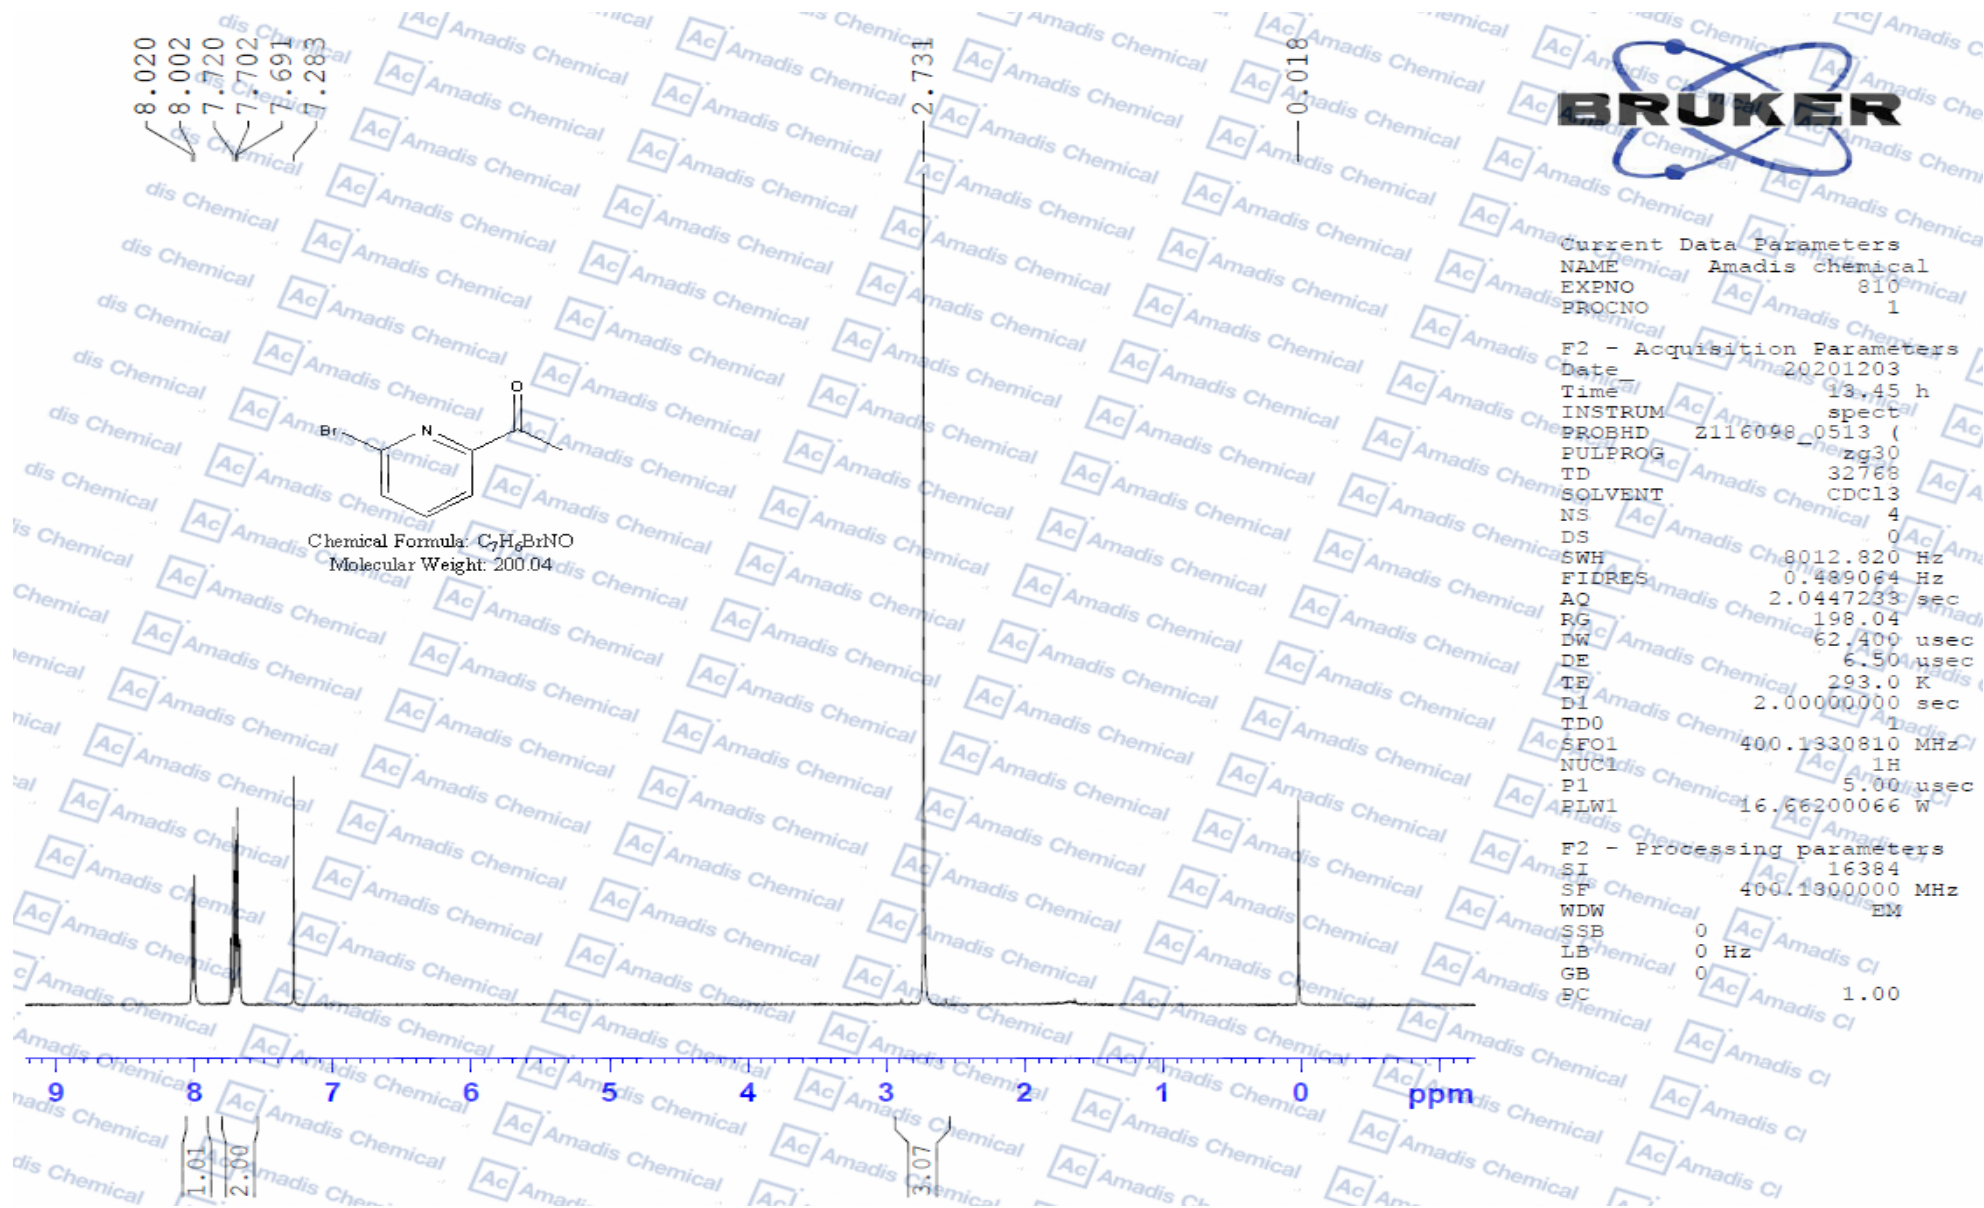 8.020
8.002
7.720
7.702
7.691
7.283
2.731
0.018
BRUKER
Current Data Parameters
NAME Amadis chemical
EXPNO 810
PROCNO 1
F2 - Acquisition Parameters
Date_ 20201203
Time 13.45 h
INSTRUM spect
PROBHD Z116098_0513 (
PULPROG zg30
TD 32768
SOLVENT CDCl3
NS 4
DS 0
SWH 8012.820 Hz
FIDRES 0.489064 Hz
AQ 2.0447233 sec
RG 198.04
DW 62.400 usec
DE 6.50 usec
TE 293.0 K
D1 2.00000000 sec
TD0 1
SFO1 400.1330810 MHz
NUC1 1H
P1 5.00 usec
PLW1 16.66200066 W
F2 - Processing parameters
SI 16384
SF 400.1300000 MHz
WDW EM
SSB 0
LB 0 Hz
GB 0
PC 1.00
O
Br N
Chemical Formula: C7H6BrNO
Molecular Weight: 200.04
9 8 7 6 5 4 3 2 1 0 ppm
1.01
2.00
3.07
Ac Amadis Chemical